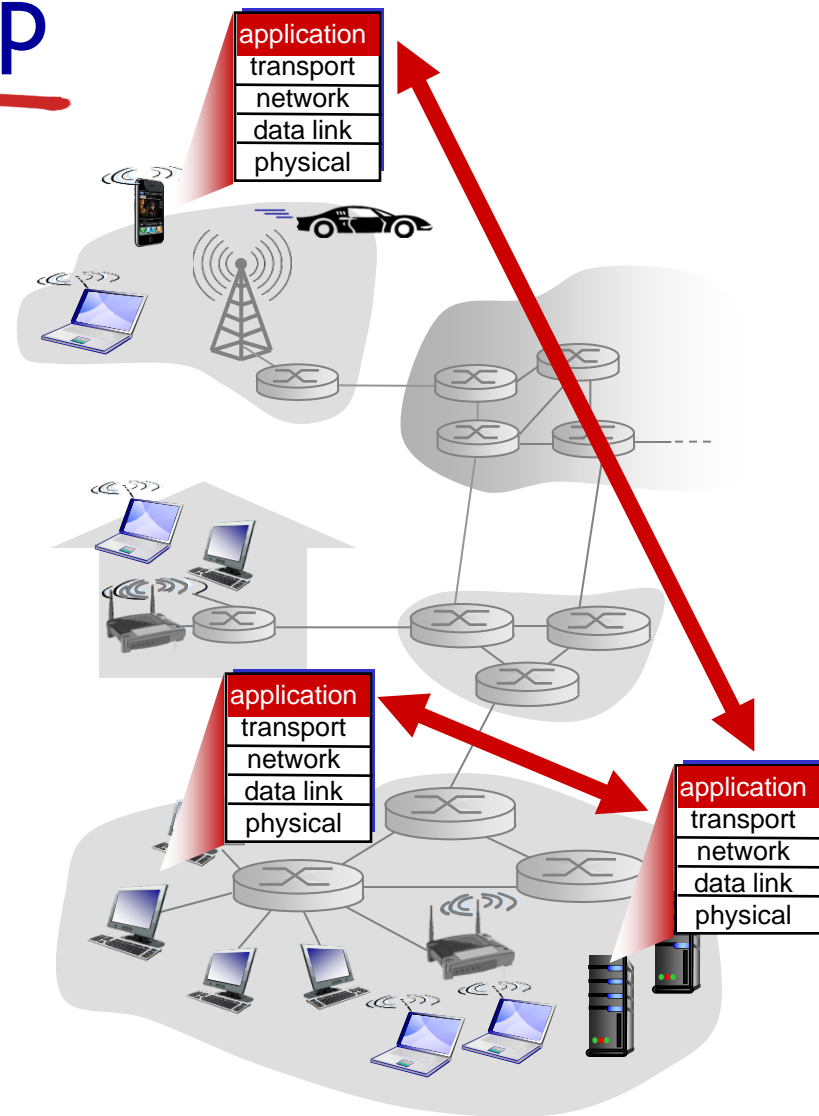 p
application
transport
network
data link
physical
application
transport
network
data link
physical
application
transport
network
data link
physical